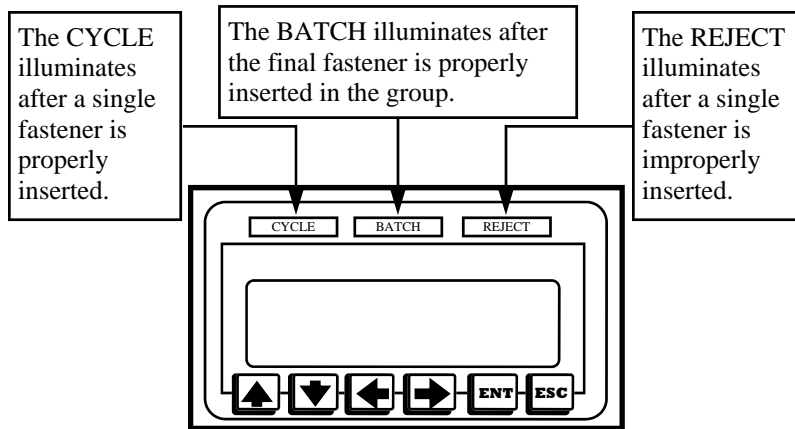 The CYCLE
illuminates
after a single
fastener is
properly
inserted.
The BATCH illuminates after
the final fastener is properly
inserted in the group.
The REJECT
illuminates
after a single
fastener is
improperly
inserted.
CYCLE
BATCH
REJECT
ENT
ESC